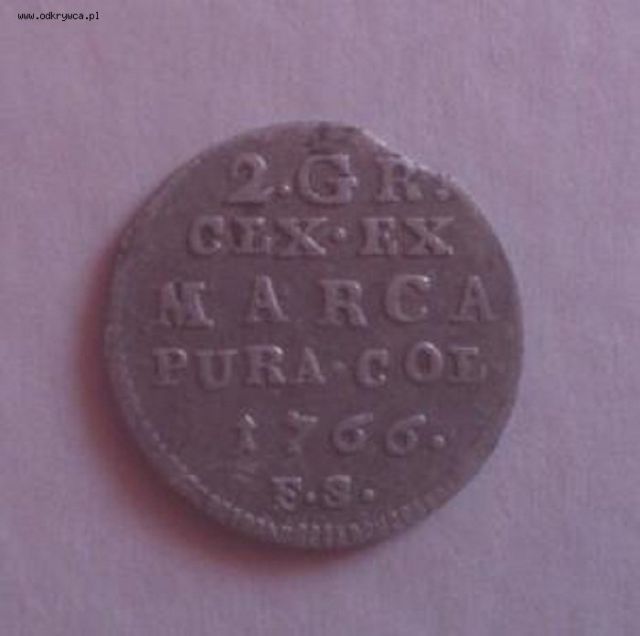 www.odkrywca.pl
2.GR.
CLX·EX
MARCA
PURA·COL
1766.
F.S.